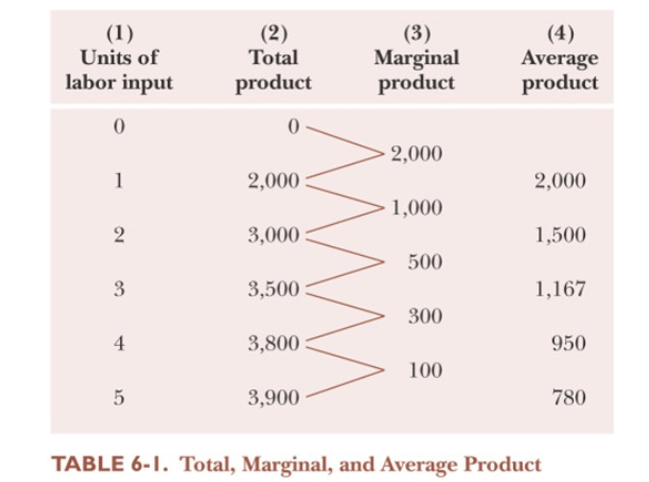 (1) (2) (3) (4)
Units of Total Marginal Average
labor input product product product
0 0
2,000
1 2,000 2,000
1,000
2 3,000 1,500
500
3 3,500 1,167
300
4 3,800 950
100
5 3,900 780
TABLE 6-1. Total, Marginal, and Average Product